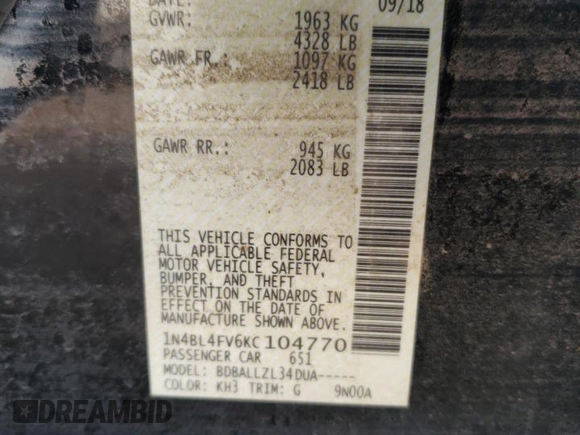 DATE: 09/18
GVWR: 1963 KG
4328 LB
GAWR FR.: 1097 KG
2418 LB
GAWR RR.: 945 KG
2083 LB
THIS VEHICLE CONFORMS TO
ALL APPLICABLE FEDERAL
MOTOR VEHICLE SAFETY,
BUMPER, AND THEFT
PREVENTION STANDARDS IN
EFFECT ON THE DATE OF
MANUFACTURE SHOWN ABOVE.
1N4BL4FV6KC104770
PASSENGER CAR 651
MODEL: BDBALLZL34DUA-----
COLOR: KH3 TRIM: G 9N00A
DREAMBID